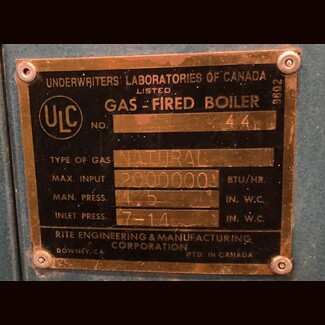 UNDERWRITERS' LABORATORIES OF CANADA
LISTED
ULC
GAS-FIRED BOILER
9602
NO. 44
TYPE OF GAS NATURAL
MAX. INPUT 2000000 BTU/HR.
MAN. PRESS. 4.5 IN. W.C.
INLET PRESS. 7-14 IN. W.C.
RITE ENGINEERING & MANUFACTURING
CORPORATION
DOWNEY, CA PTD. IN CANADA